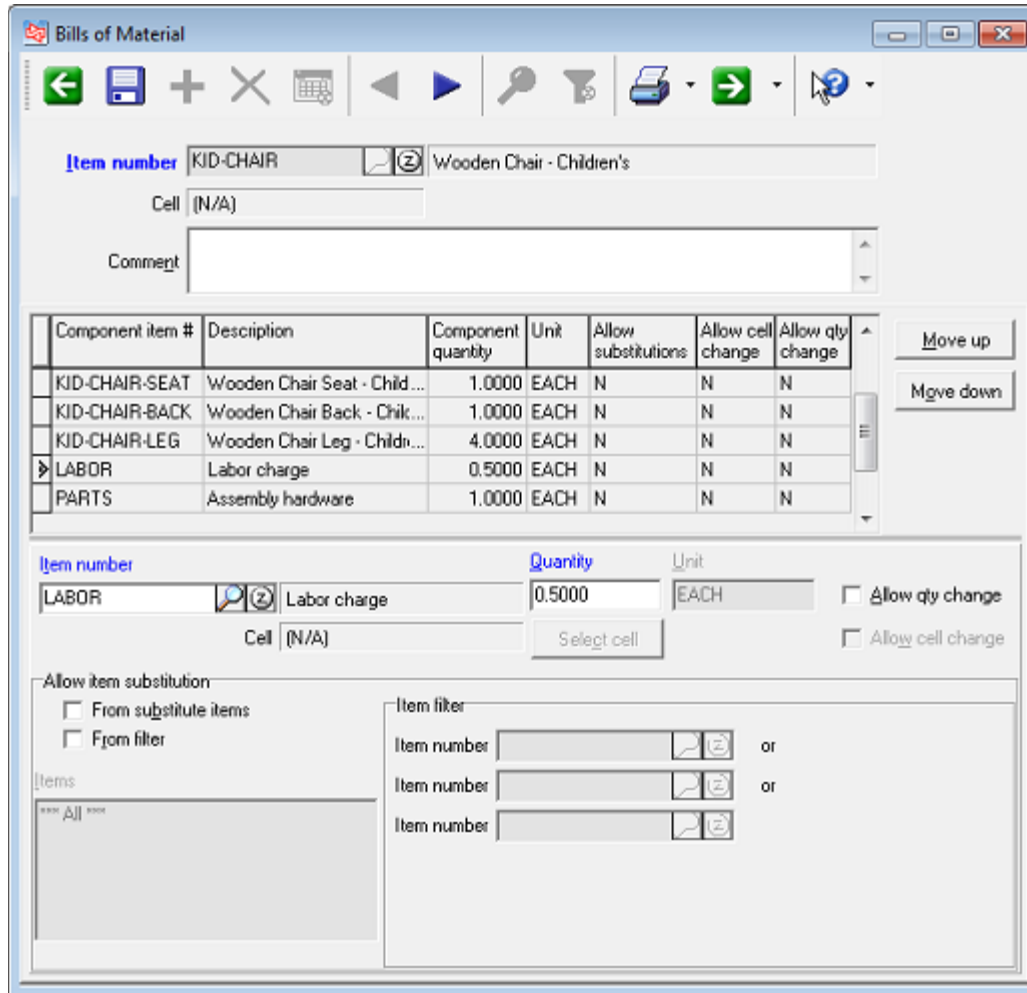 Bills of Material
Item number KID-CHAIR Wooden Chair - Children's
Cell (N/A)
Comment
Component item # Description Component quantity Unit Allow substitutions Allow cell change Allow qty change
Move up
Move down
KID-CHAIR-SEAT Wooden Chair Seat - Child... 1.0000 EACH N N N
KID-CHAIR-BACK Wooden Chair Back - Chilc... 1.0000 EACH N N N
KID-CHAIR-LEG Wooden Chair Leg - Childr... 4.0000 EACH N N N
LABOR Labor charge 0.5000 EACH N N N
PARTS Assembly hardware 1.0000 EACH N N N
Item number Quantity Unit
LABOR Labor charge 0.5000 EACH Allow qty change
Cell (N/A) Select cell Allow cell change
Allow item substitution
From substitute items
From filter
Item filter
Item number or
Items
Item number or
*** All ***
Item number